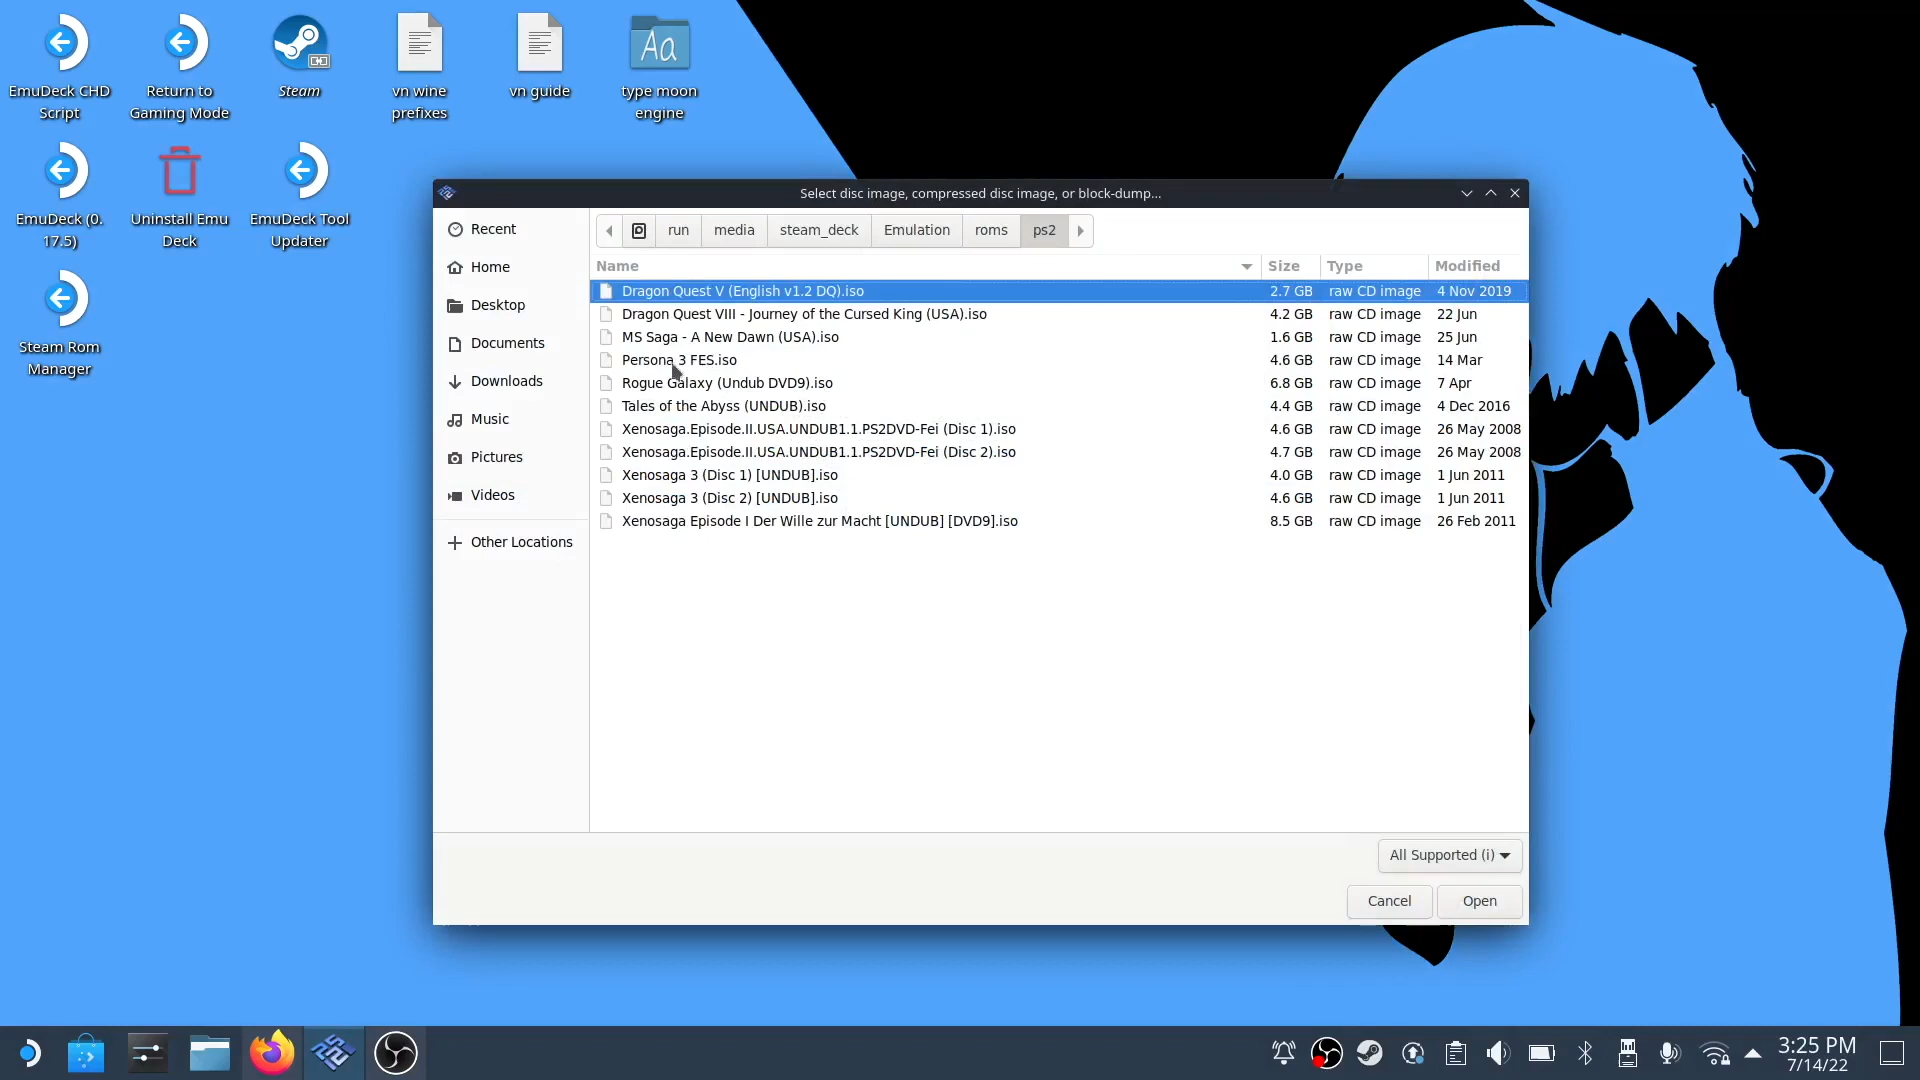 EmuDeck CHD
Script
Return to
Gaming Mode
Steam
vn wine
prefixes
vn guide
Aa
type moon
engine
EmuDeck (0.
17.5)
Uninstall Emu
Deck
EmuDeck Tool
Updater
Steam Rom
Manager
Select disc image, compressed disc image, or block-dump...
Recent
Home
Desktop
Documents
Downloads
Music
Pictures
Videos
Other Locations
run media steam_deck Emulation roms ps2
Name Size Type Modified
Dragon Quest V (English v1.2 DQ).iso 2.7 GB raw CD image 4 Nov 2019
Dragon Quest VIII - Journey of the Cursed King (USA).iso 4.2 GB raw CD image 22 Jun
MS Saga - A New Dawn (USA).iso 1.6 GB raw CD image 25 Jun
Persona 3 FES.iso 4.6 GB raw CD image 14 Mar
Rogue Galaxy (Undub DVD9).iso 6.8 GB raw CD image 7 Apr
Tales of the Abyss (UNDUB).iso 4.4 GB raw CD image 4 Dec 2016
Xenosaga.Episode.II.USA.UNDUB1.1.PS2DVD-Fei (Disc 1).iso 4.6 GB raw CD image 26 May 2008
Xenosaga.Episode.II.USA.UNDUB1.1.PS2DVD-Fei (Disc 2).iso 4.7 GB raw CD image 26 May 2008
Xenosaga 3 (Disc 1) [UNDUB].iso 4.0 GB raw CD image 1 Jun 2011
Xenosaga 3 (Disc 2) [UNDUB].iso 4.6 GB raw CD image 1 Jun 2011
Xenosaga Episode I Der Wille zur Macht [UNDUB] [DVD9].iso 8.5 GB raw CD image 26 Feb 2011
All Supported (i)
Cancel Open
3:25 PM
7/14/22